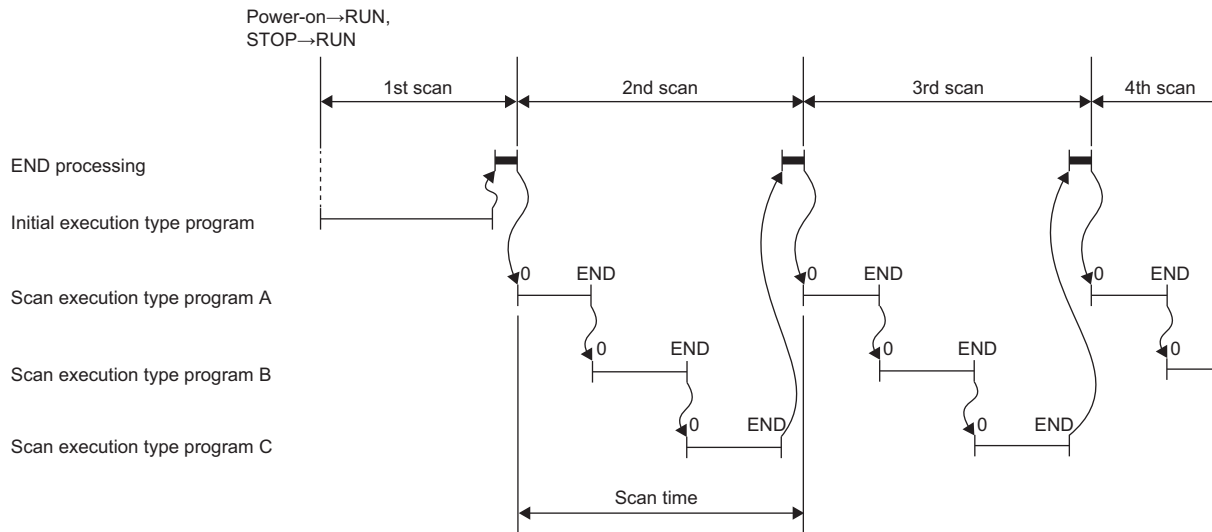 Power-on→RUN,
STOP→RUN
1st scan
2nd scan
3rd scan
4th scan
END processing
Initial execution type program
0
END
0
END
0
END
Scan execution type program A
0
END
0
END
0
Scan execution type program B
0
END
0
END
Scan execution type program C
Scan time